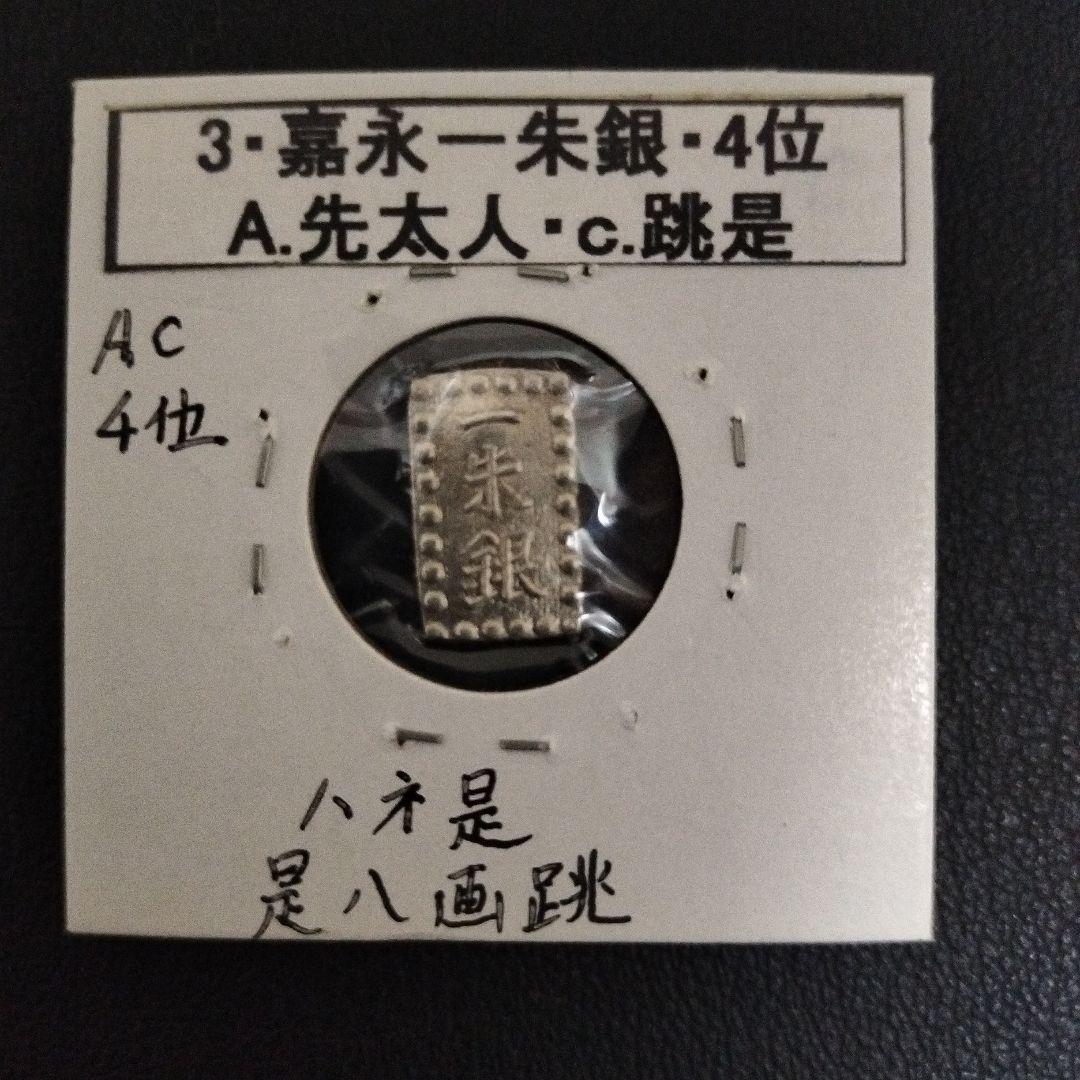 3・嘉永一朱銀・4位
A.先太人・c.跳是
AC
4位
一朱銀
ハネ是
是八画跳